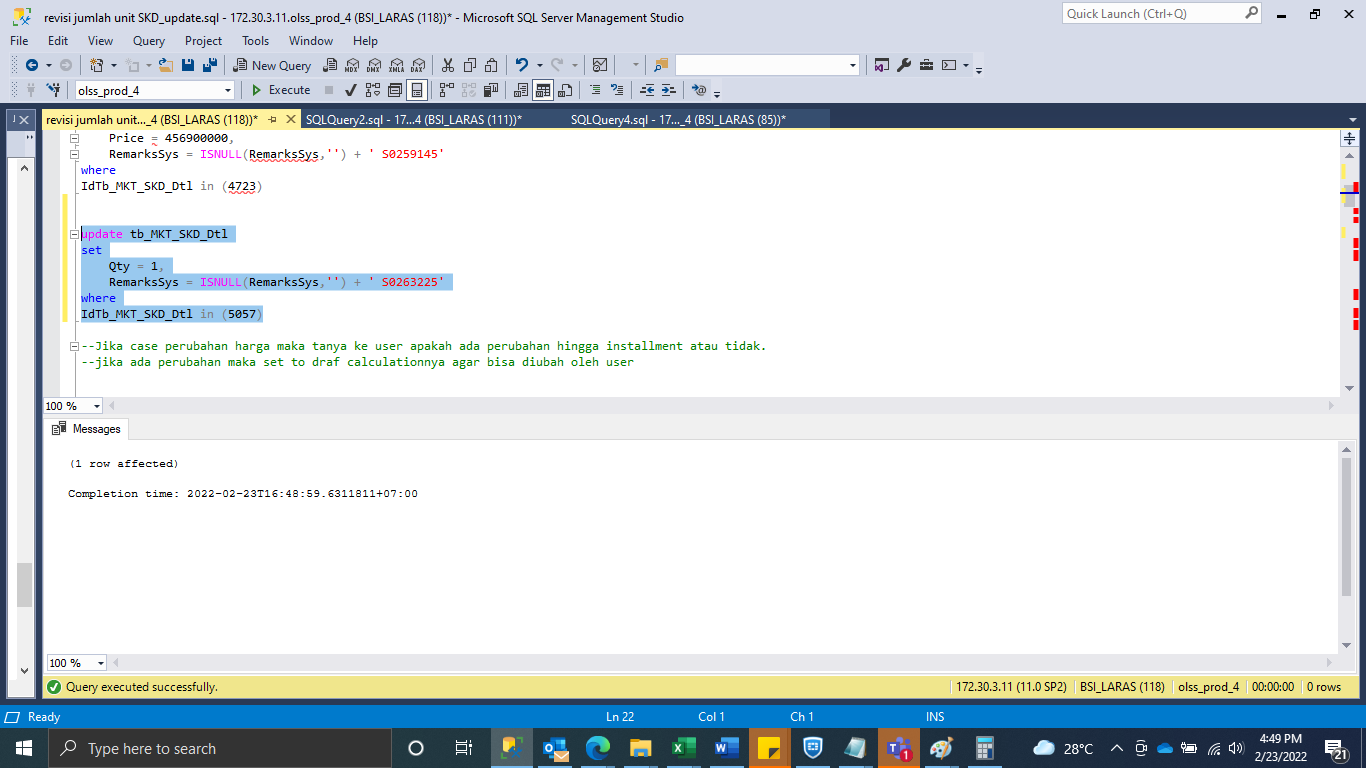 revisi jumlah unit SKD_update.sql - 172.30.3.11.olss_prod_4 (BSI_LARAS (118))* - Microsoft SQL Server Management Studio
Quick Launch (Ctrl+Q)
File Edit View Query Project Tools Window Help
New Query
MDX DMX XMLA DAX
olss_prod_4
Execute
revisi jumlah unit..._4 (BSI_LARAS (118))*
SQLQuery2.sql - 17...4 (BSI_LARAS (111))*
SQLQuery4.sql - 17..._4 (BSI_LARAS (85))*
Price = 456900000,
RemarksSys = ISNULL(RemarksSys,'') + ' S0259145'
where
IdTb_MKT_SKD_Dtl in (4723)
update tb_MKT_SKD_Dtl
set
Qty = 1,
RemarksSys = ISNULL(RemarksSys,'') + ' S0263225'
where
IdTb_MKT_SKD_Dtl in (5057)
--Jika case perubahan harga maka tanya ke user apakah ada perubahan hingga installment atau tidak.
--jika ada perubahan maka set to draf calculationnya agar bisa diubah oleh user
100 %
Messages
(1 row affected)
Completion time: 2022-02-23T16:48:59.6311811+07:00
100 %
Query executed successfully.
172.30.3.11 (11.0 SP2) BSI_LARAS (118) olss_prod_4 00:00:00 0 rows
Ready
Ln 22 Col 1 Ch 1 INS
Type here to search
1
28°C
4:49 PM
2/23/2022
21